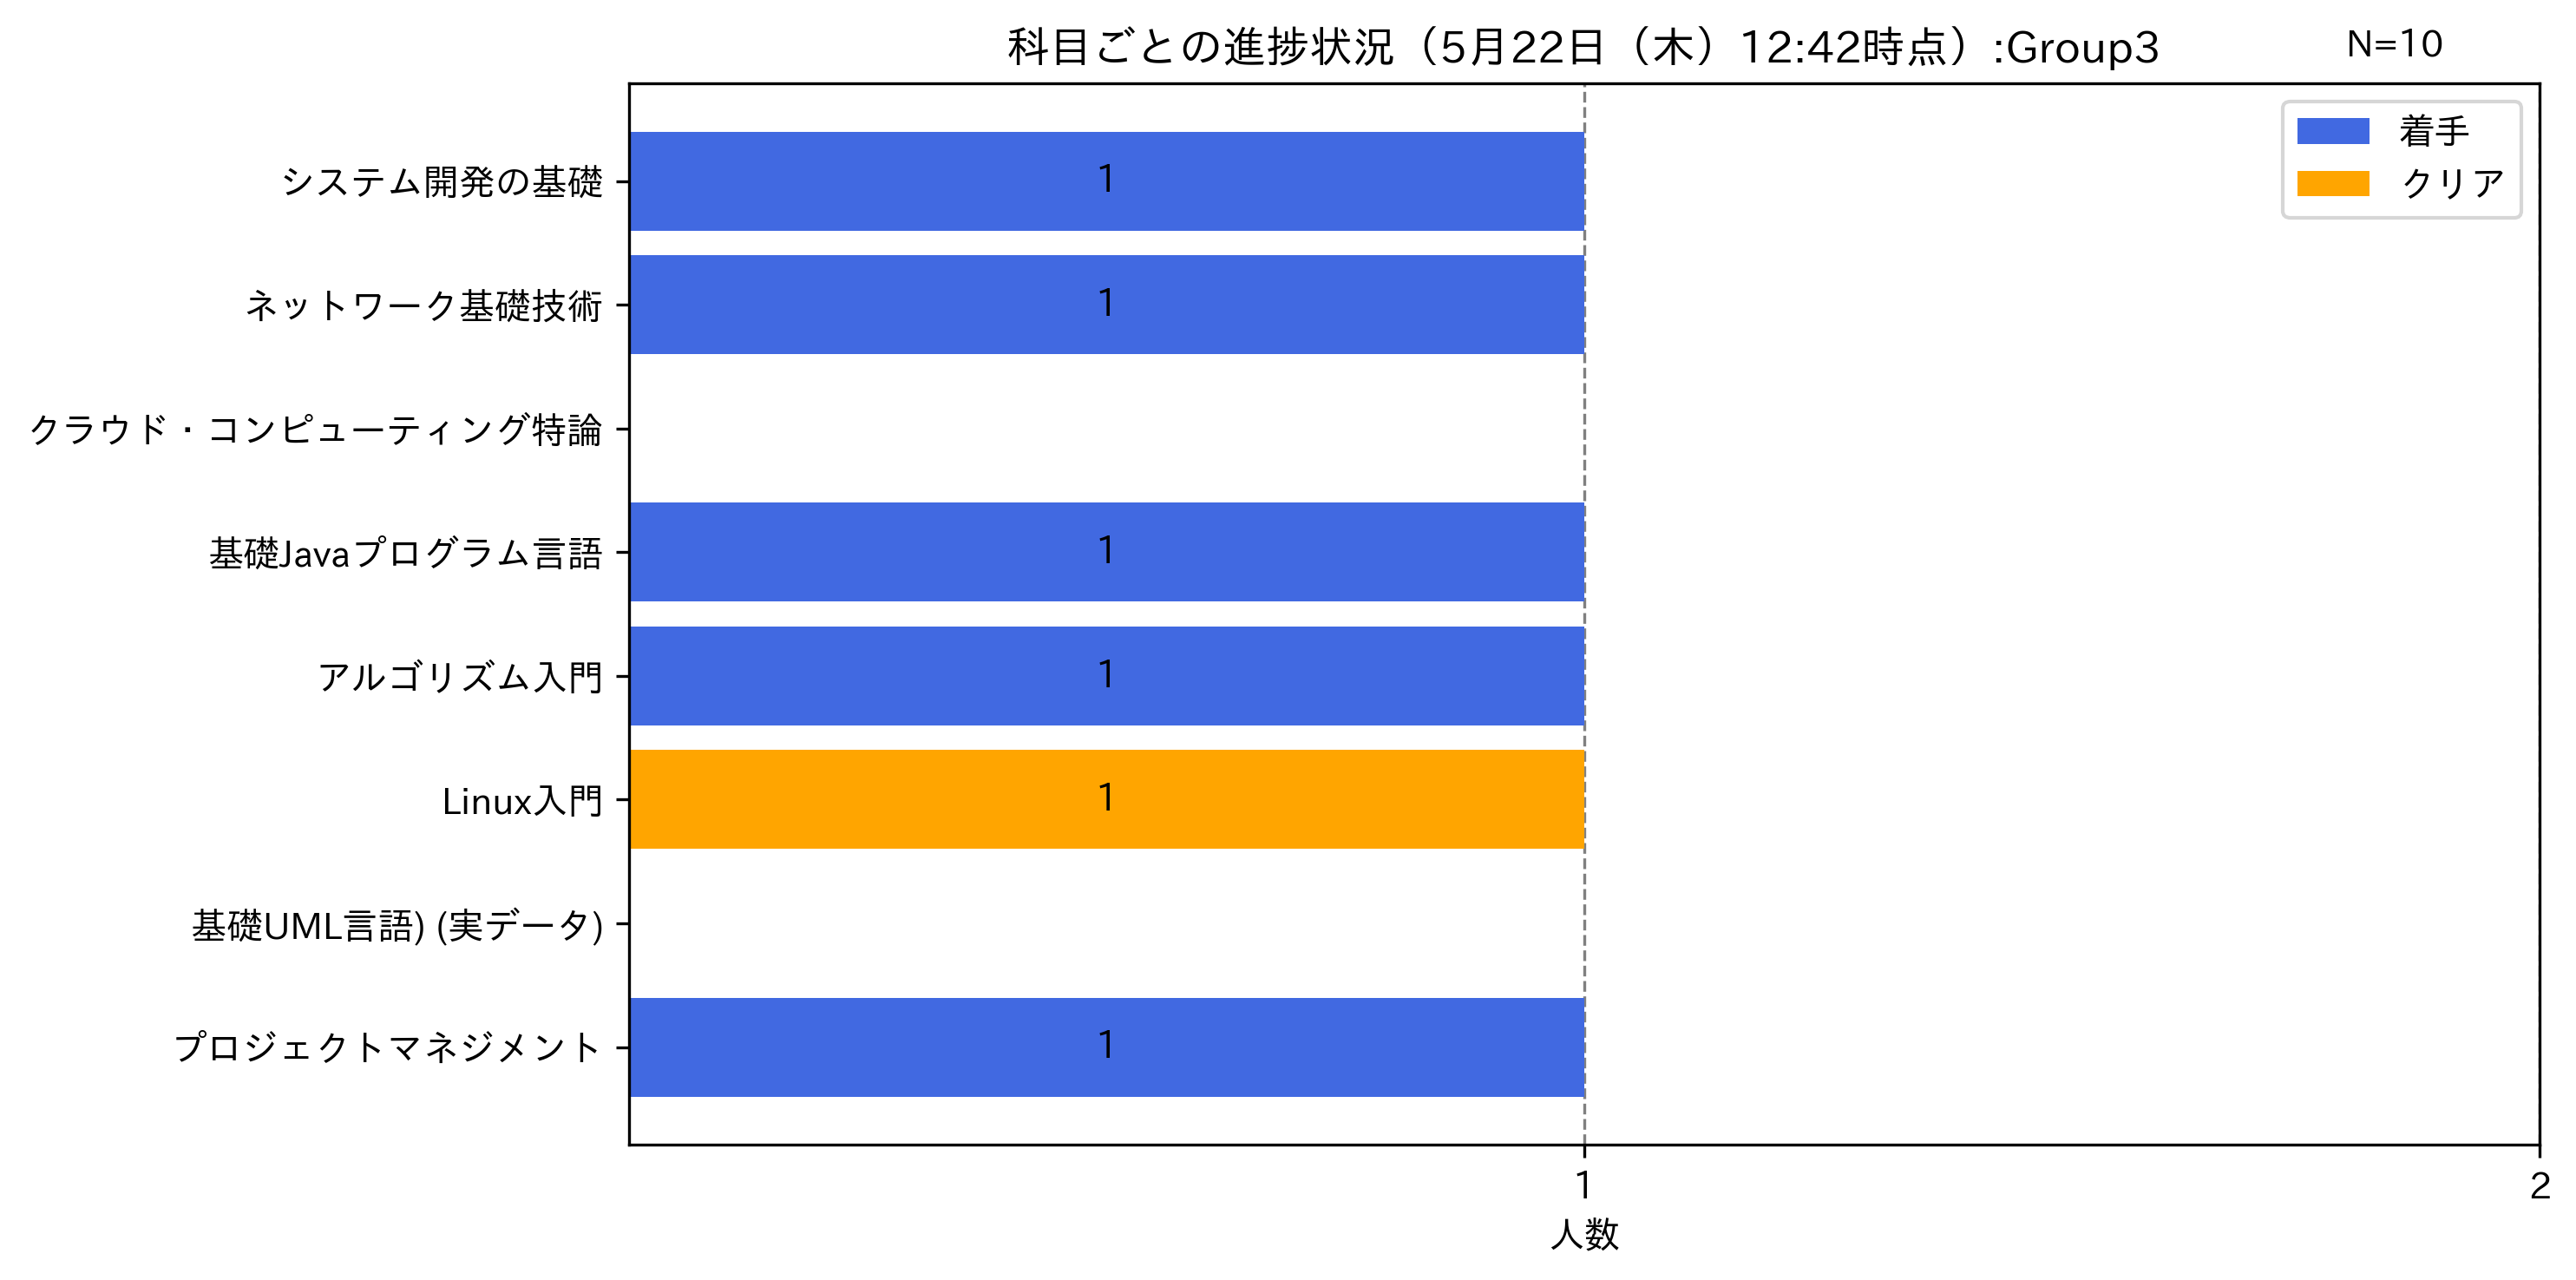 科目ごとの進捗状況（5月22日（木）12:42時点）:Group3
N=10
着手
クリア
システム開発の基礎
1
ネットワーク基礎技術
1
クラウド・コンピューティング特論
基礎Javaプログラム言語
1
アルゴリズム入門
1
Linux入門
1
基礎UML言語) (実データ)
プロジェクトマネジメント
1
1
2
人数